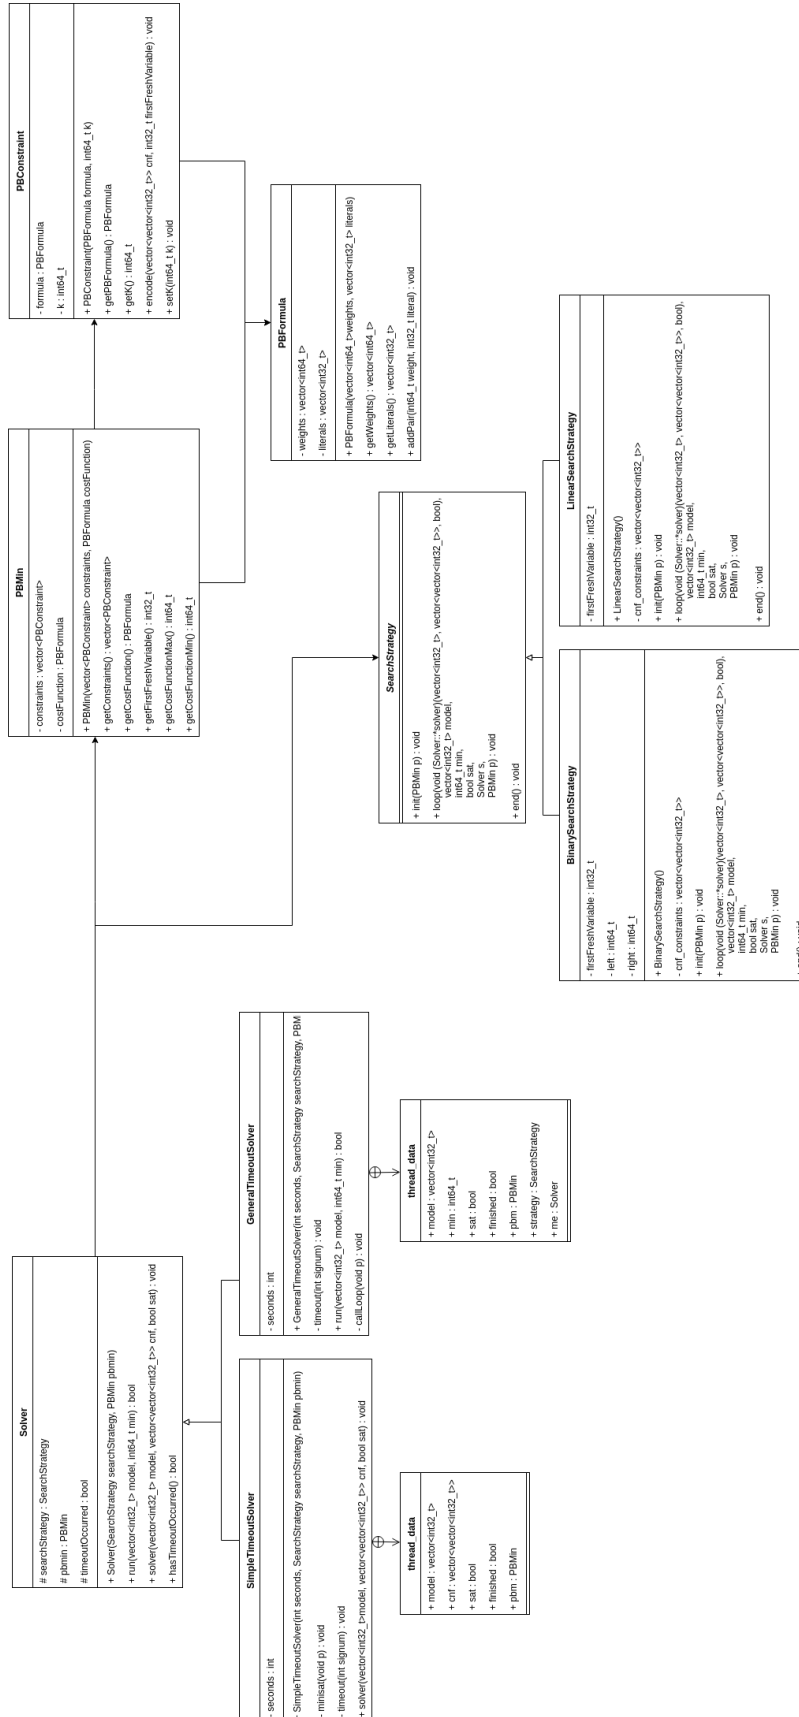 Solver
# searchStrategy : SearchStrategy
# pbmin : PBMin
# timeoutOccurred : bool
+ Solver(SearchStrategy searchStrategy, PBMin pbmin)
+ run(vector<int32_t> model, int64_t min) : bool
+ solver(vector<int32_t> model, vector<vector<int32_t>> cnf, bool sat) : void
+ hasTimeoutOccurred() : bool
PBMin
- constraints : vector<PBConstraint>
- costFunction : PBFormula
+ PBMin(vector<PBConstraint> constraints, PBFormula costFunction)
+ getConstraints() : vector<PBConstraint>
+ getCostFunction() : PBFormula
+ getFirstFreshVariable() : int32_t
+ getCostFunctionMax() : int64_t
+ getCostFunctionMin() : int64_t
PBConstraint
- formula : PBFormula
- k : int64_t
+ PBConstraint(PBFormula formula, int64_t k)
+ getPBFormula() : PBFormula
+ getK() : int64_t
+ encode(vector<vector<int32_t>> cnf, int32_t firstFreshVariable) : void
+ setK(int64_t k) : void
SimpleTimeoutSolver
- seconds : int
- SimpleTimeoutSolver(int seconds, SearchStrategy searchStrategy, PBMin pbmin)
- minisat(void p) : void
- timeout(int signum) : void
+ solver(vector<int32_t>model, vector<vector<int32_t>> cnf, bool sat) : void
GeneralTimeoutSolver
- seconds : int
+ GeneralTimeoutSolver(int seconds, SearchStrategy searchStrategy, PBM
- timeout(int signum) : void
+ run(vector<int32_t> model, int64_t min) : bool
- callLoop(void p) : void
PBFormula
- weights : vector<int64_t>
- literals : vector<int32_t>
+ PBFormula(vector<int64_t>weights, vector<int32_t> literals)
+ getWeights() : vector<int64_t>
+ getLiterals() : vector<int32_t>
+ addPair(int64_t weight, int32_t literal) : void
SearchStrategy
+ init(PBMin p) : void
+ loop(void (Solver::*solver)(vector<int32_t>, vector<vector<int32_t>>, bool),
vector<int32_t> model,
int64_t min,
bool sat,
Solver s,
PBMin p) : void
+ end() : void
thread_data
+ model : vector<int32_t>
+ cnf : vector<vector<int32_t>>
+ sat : bool
+ finished : bool
+ pbm : PBMin
thread_data
+ model : vector<int32_t>
+ min : int64_t
+ sat : bool
+ finished : bool
+ pbm : PBMin
+ strategy : SearchStrategy
+ me : Solver
BinarySearchStrategy
- firstFreshVariable : int32_t
- left : int64_t
- right : int64_t
+ BinarySearchStrategy()
- cnf_constraints : vector<vector<int32_t>>
+ init(PBMin p) : void
+ loop(void (Solver::*solver)(vector<int32_t>, vector<vector<int32_t>>, bool),
vector<int32_t> model,
int64_t min,
bool sat,
Solver s,
PBMin p) : void
LinearSearchStrategy
- firstFreshVariable : int32_t
+ LinearSearchStrategy()
- cnf_constraints : vector<vector<int32_t>>
+ init(PBMin p) : void
+ loop(void (Solver::*solver)(vector<int32_t>, vector<vector<int32_t>>, bool),
vector<int32_t> model,
int64_t min,
bool sat,
Solver s,
PBMin p) : void
+ end() : void